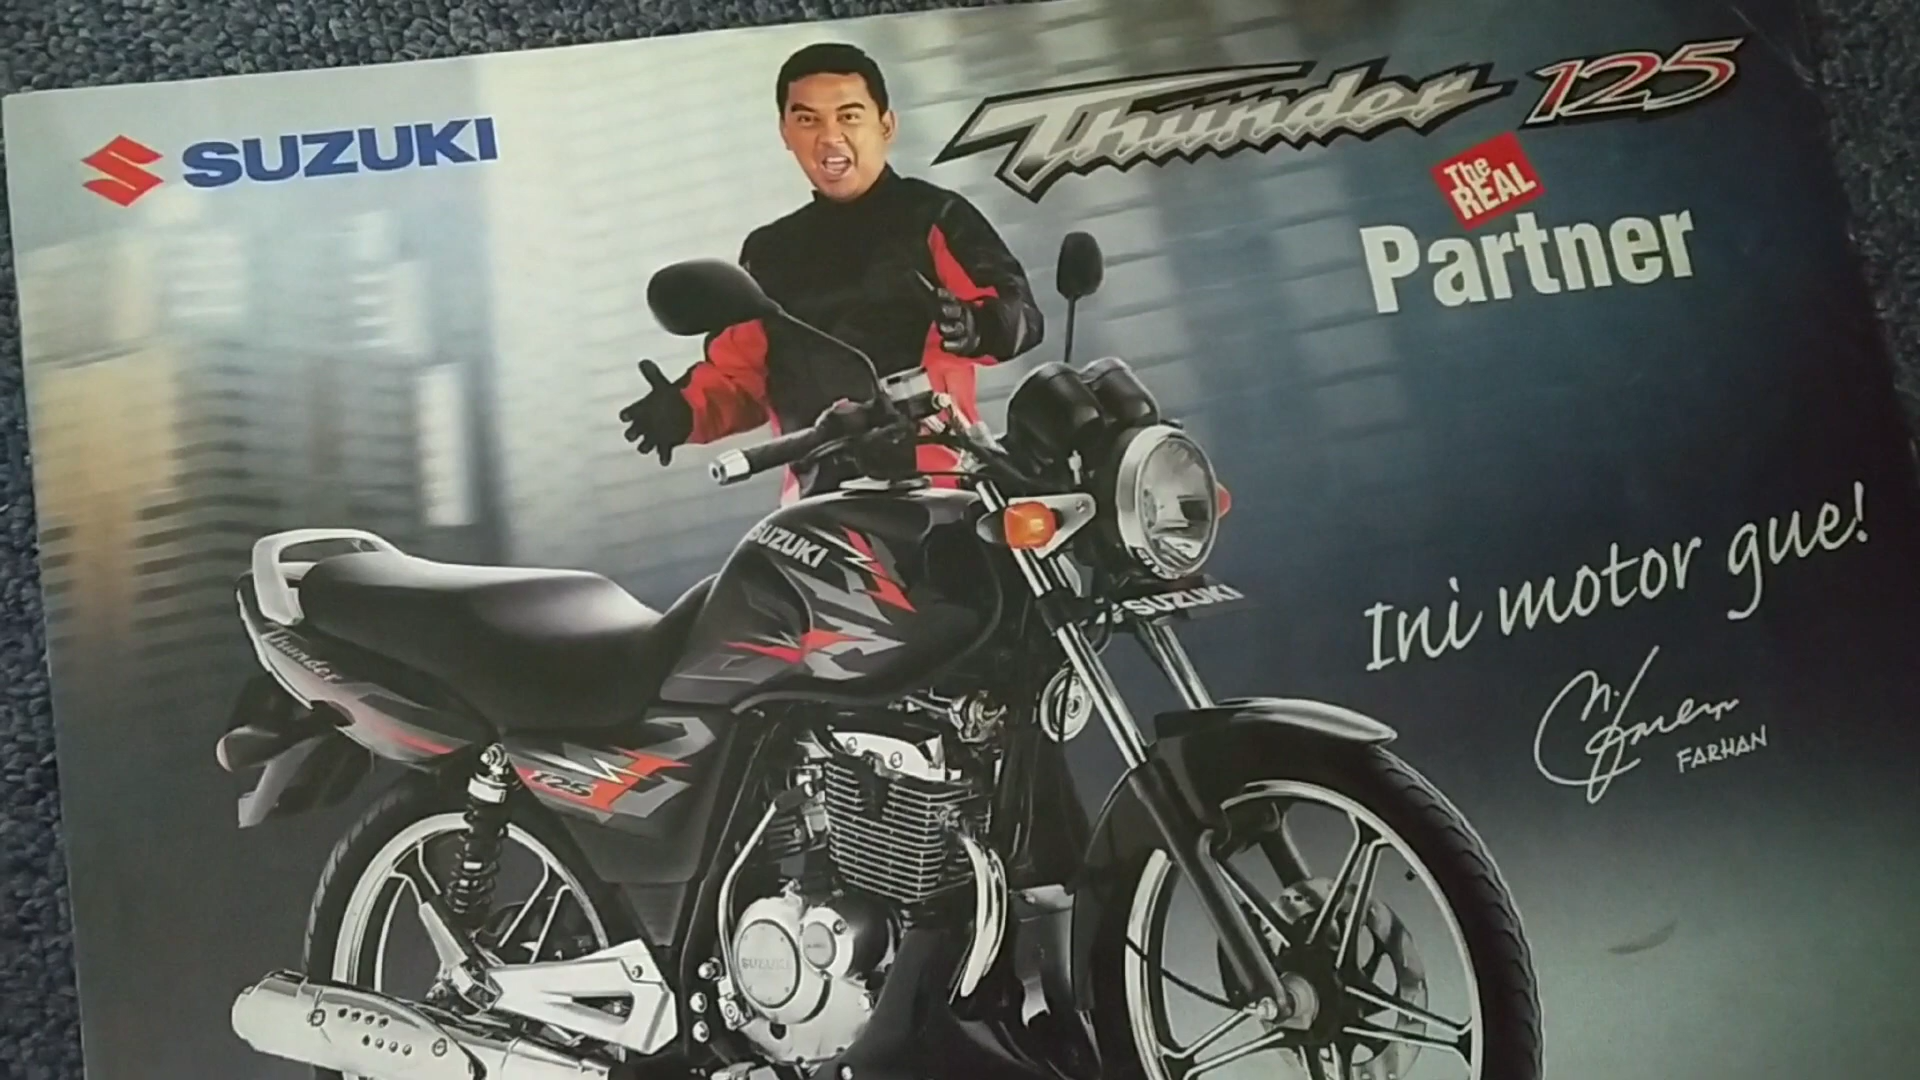 SUZUKI
Thunder 125
The
REAL
Partner
Ini motor gue!
FARHAN
SUZUKI
SUZUKI
Thunder
125
SUZUKI